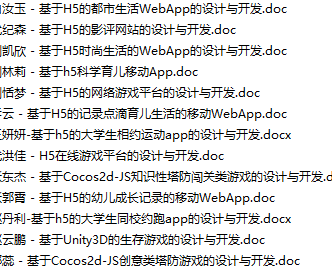 汝玉 - 基于H5的都市生活WebApp的设计与开发.doc
纪森 - 基于H5的影评网站的设计与开发.doc
凯欣 - 基于H5时尚生活的WebApp的设计与开发.doc
林莉 - 基于h5科学育儿移动App.doc
恬梦 - 基于H5的网络游戏平台的设计与开发.doc
云 - 基于H5的记录点滴育儿生活的移动WebApp.doc
妍妍-基于h5的大学生相约运动app的设计与开发.docx
洪佳 - H5在线游戏平台的设计与开发.doc
东杰 - 基于Cocos2d-JS知识性塔防闯关类游戏的设计与开发.d
郭霄 - 基于H5的幼儿成长记录的移动WebApp.doc
丹利-基于h5的大学生同校约跑app的设计与开发.docx
云鹏 - 基于Unity3D的生存游戏的设计与开发.doc
蕊 - 基于Cocos2d-JS创意类塔防游戏的设计与开发.doc